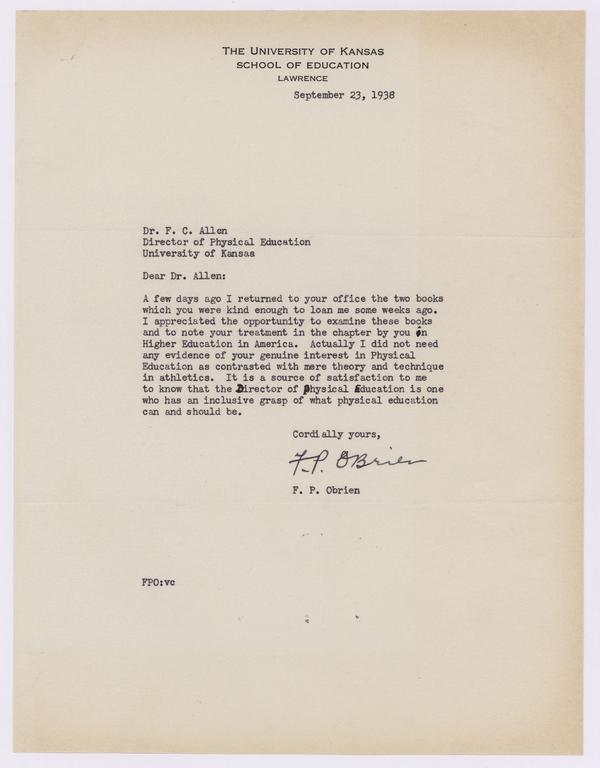 THE UNIVERSITY OF KANSAS
SCHOOL OF EDUCATION
LAWRENCE
September 23, 1938
Dr. F. C. Allen
Director of Physical Education
University of Kansas
Dear Dr. Allen:
A few days ago I returned to your office the two books
which you were kind enough to loan me some weeks ago.
I appreciated the opportunity to examine these books
and to note your treatment in the chapter by you in
Higher Education in America. Actually I did not need
any evidence of your genuine interest in Physical
Education as contrasted with mere theory and technique
in athletics. It is a source of satisfaction to me
to know that the Director of Physical Education is one
who has an inclusive grasp of what physical education
can and should be.
Cordially yours,
F.P. OBrien
F. P. Obrien
FPO:vc